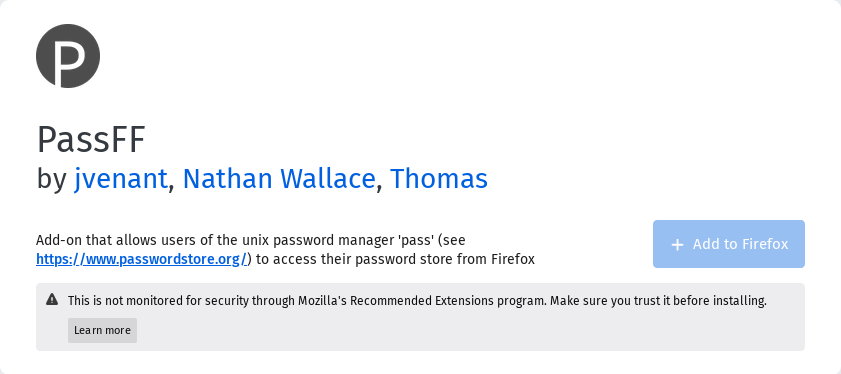 P
PassFF
by jvenant, Nathan Wallace, Thomas
Add-on that allows users of the unix password manager 'pass' (see
https://www.passwordstore.org/) to access their password store from Firefox
+ Add to Firefox
This is not monitored for security through Mozilla's Recommended Extensions program. Make sure you trust it before installing.
Learn more